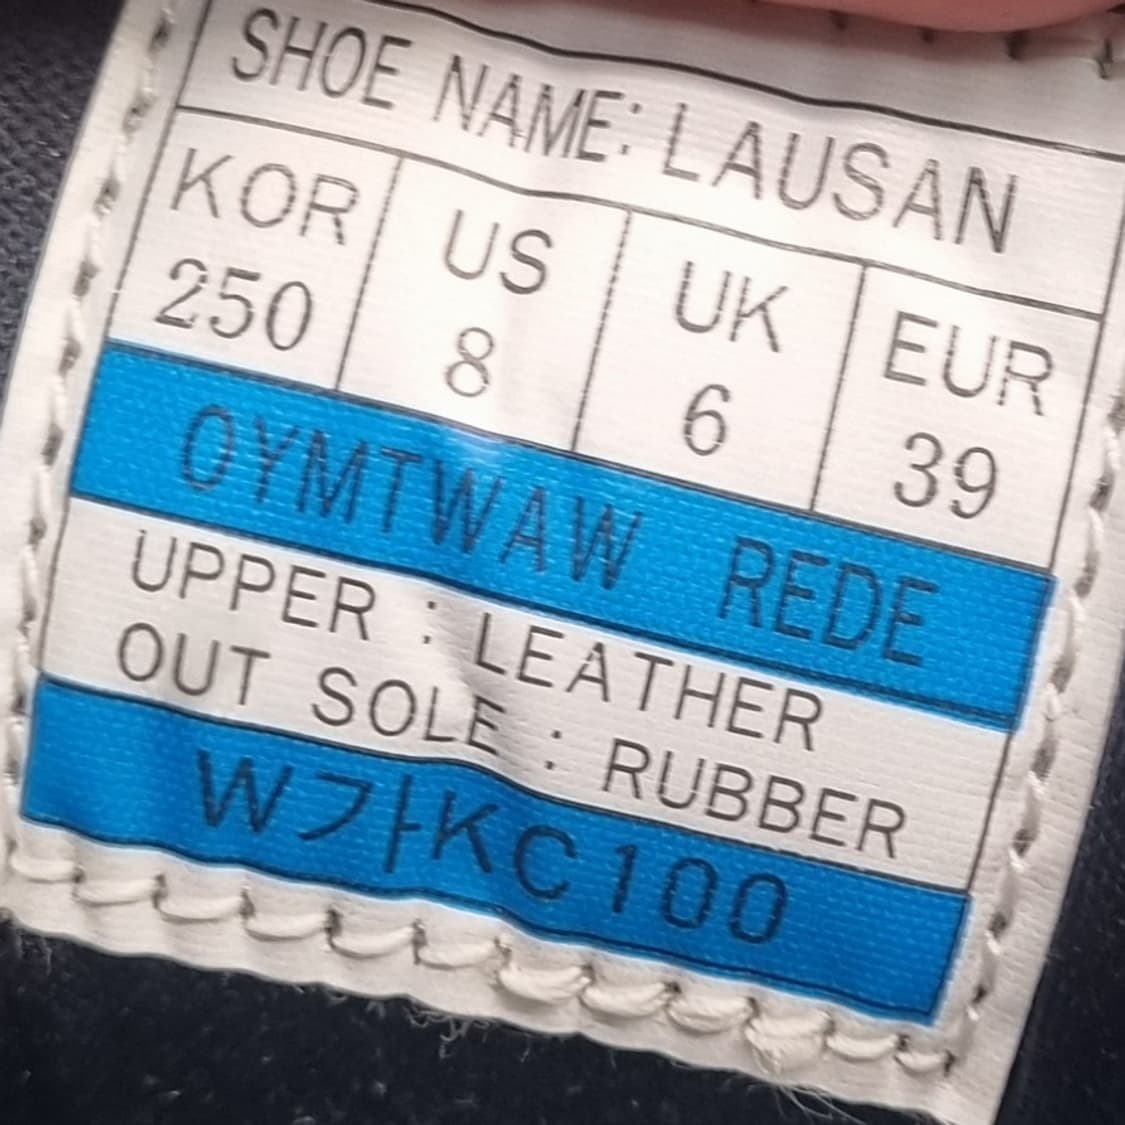 SHOE NAME: LAUSAN
KOR US UK EUR
250 8 6 39
OYMTWAW REDE
UPPER : LEATHER
OUT SOLE : RUBBER
W가KC100